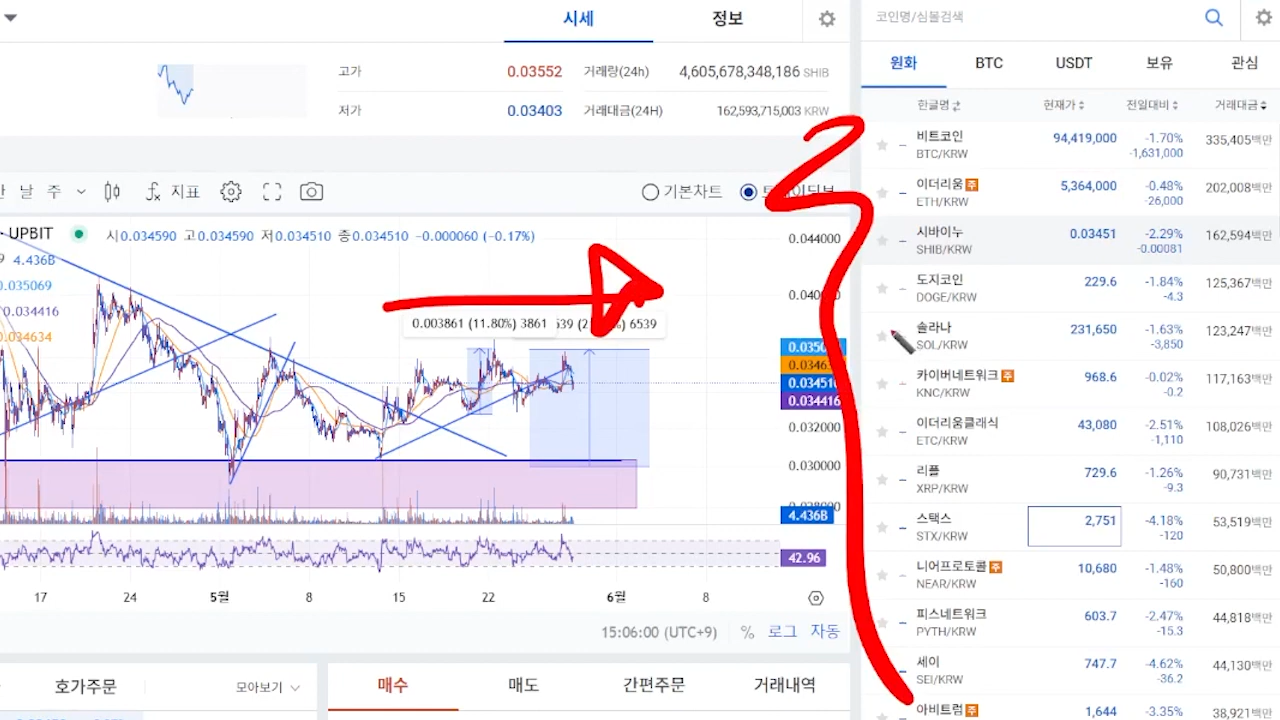 시세 정보
코인명/심볼검색
고가 0.03552 거래량(24h) 4,605,678,348,186 SHIB
저가 0.03403 거래대금(24H) 162,593,715,003 KRW
날 주 지표 기본차트
UPBIT 시0.034590 고0.034590 저0.034510 종0.034510 -0.000060 (-0.17%)
4.436B
0.035069
0.034416
0.034634
0.003861 (11.80%) 3861 6539
0.044000
0.034510
0.034416
0.032000
0.030000
4.436B
42.96
17 24 5월 8 15 22 6월 8
15:06:00 (UTC+9) % 로그 자동
호가주문 모아보기
매수 매도 간편주문 거래내역
원화 BTC USDT 보유 관심
한글명 현재가 전일대비 거래대금
비트코인 94,419,000 -1.70% 335,405백만
BTC/KRW -1,631,000
이더리움 주 5,364,000 -0.48% 202,008백만
ETH/KRW -26,000
시바이누 0.03451 -2.29% 162,594백만
SHIB/KRW -0.00081
도지코인 229.6 -1.84% 125,367백만
DOGE/KRW -4.3
솔라나 231,650 -1.63% 123,247백만
SOL/KRW -3,850
카이버네트워크 주 968.6 -0.02% 117,163백만
KNC/KRW -0.2
이더리움클래식 43,080 -2.51% 108,026백만
ETC/KRW -1,110
리플 729.6 -1.26% 90,731백만
XRP/KRW -9.3
스택스 2,751 -4.18% 53,519백만
STX/KRW -120
니어프로토콜 주 10,680 -1.48% 50,800백만
NEAR/KRW -160
피스네트워크 603.7 -2.47% 44,818백만
PYTH/KRW -15.3
세이 747.7 -4.62% 44,130백만
SEI/KRW -36.2
아비트럼 주 1,644 -3.35% 38,921백만